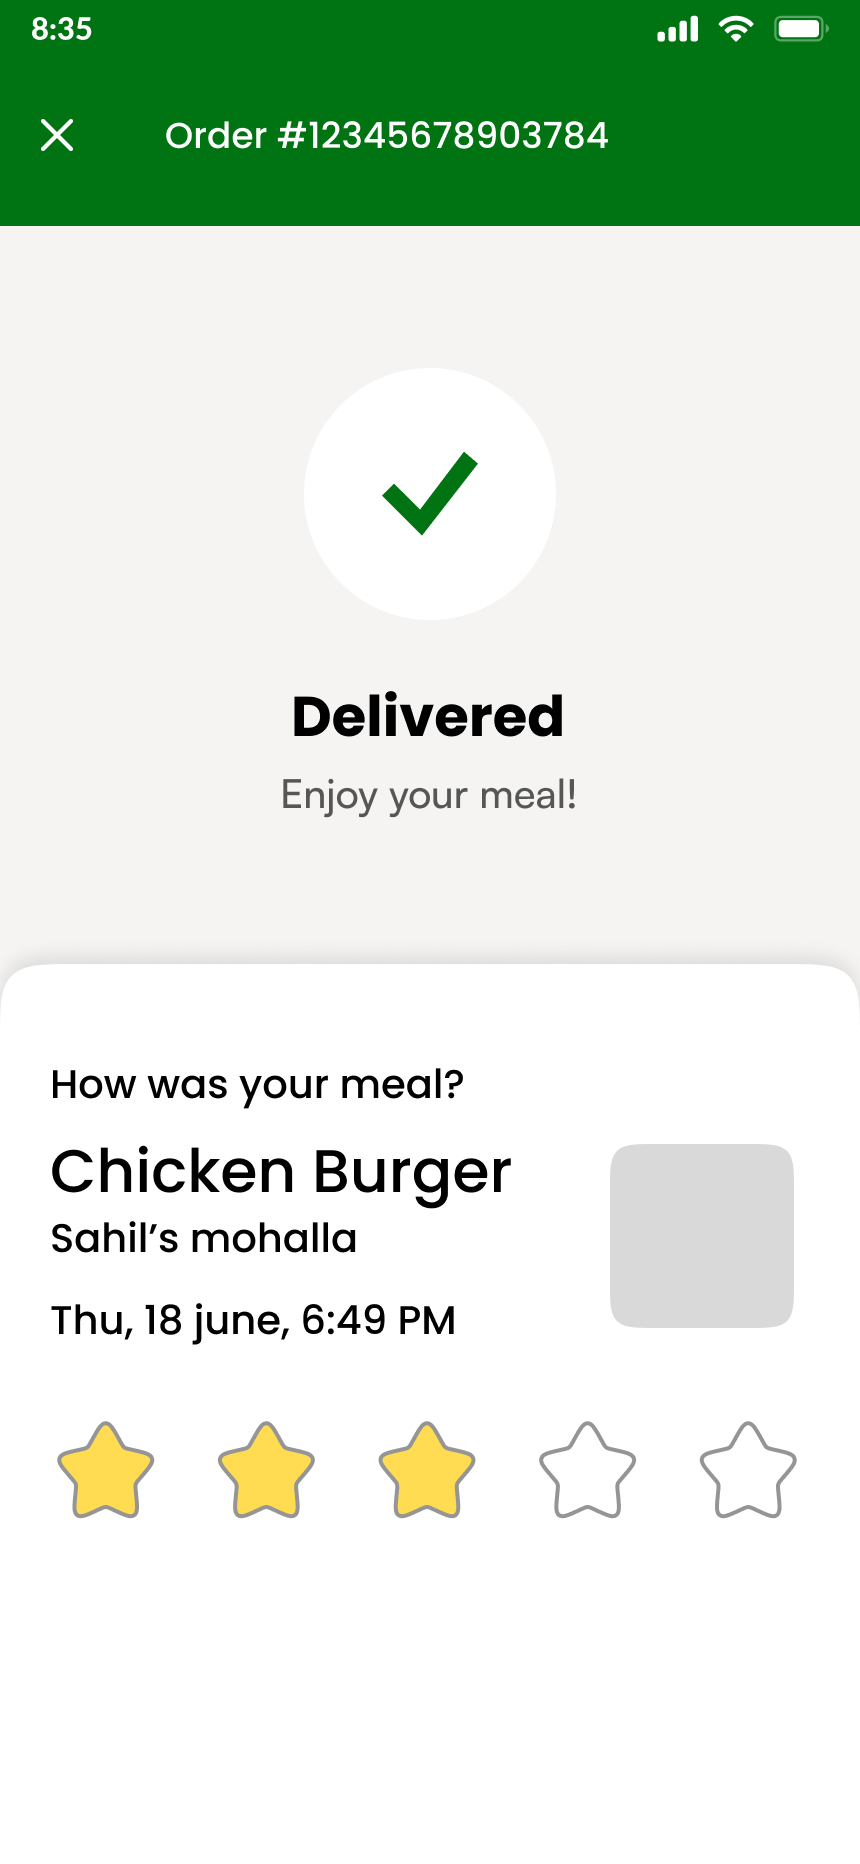 8:35
Order #12345678903784
Delivered
Enjoy your meal!
How was your meal?
Chicken Burger
Sahil’s mohalla
Thu, 18 june, 6:49 PM